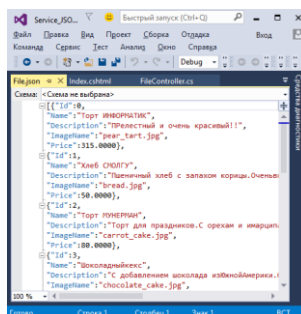 Service_JSO...
Быстрый запуск (Ctrl+Q)
Файл Правка Вид Проект Сборка Отладка Вход
Команда Сервис Тест Анализ Окно Справка
Debug
File.json Index.cshtml FileController.cs
Схема: <Схема не выбрана>
[{"Id":0,
"Name":"Торт ИНФОРМАТИК",
"Description":"ПРелестный и очень красивый!!",
"ImageName":"pear_tart.jpg",
"Price":315.0000},
{"Id":1,
"Name":"Хлеб СМОЛГУ",
"Description":"Пшеничный хлеб с запахом корицы.Оченьв
"ImageName":"bread.jpg",
"Price":50.0000},
{"Id":2,
"Name":"Торт МУНЕРМАН",
"Description":"Торт для праздников.С орехам и имарцип
"ImageName":"carrot_cake.jpg",
"Price":80.0000},
{"Id":3,
"Name":"Шоколадныйкекс",
"Description":"С добавлением шоколада изЮжнойАмерики.
"ImageName":"chocolate_cake.jpg",
100 %
Готово Строка 1 Столбец 1 Знак 1 ВСТ
Средства диагностики